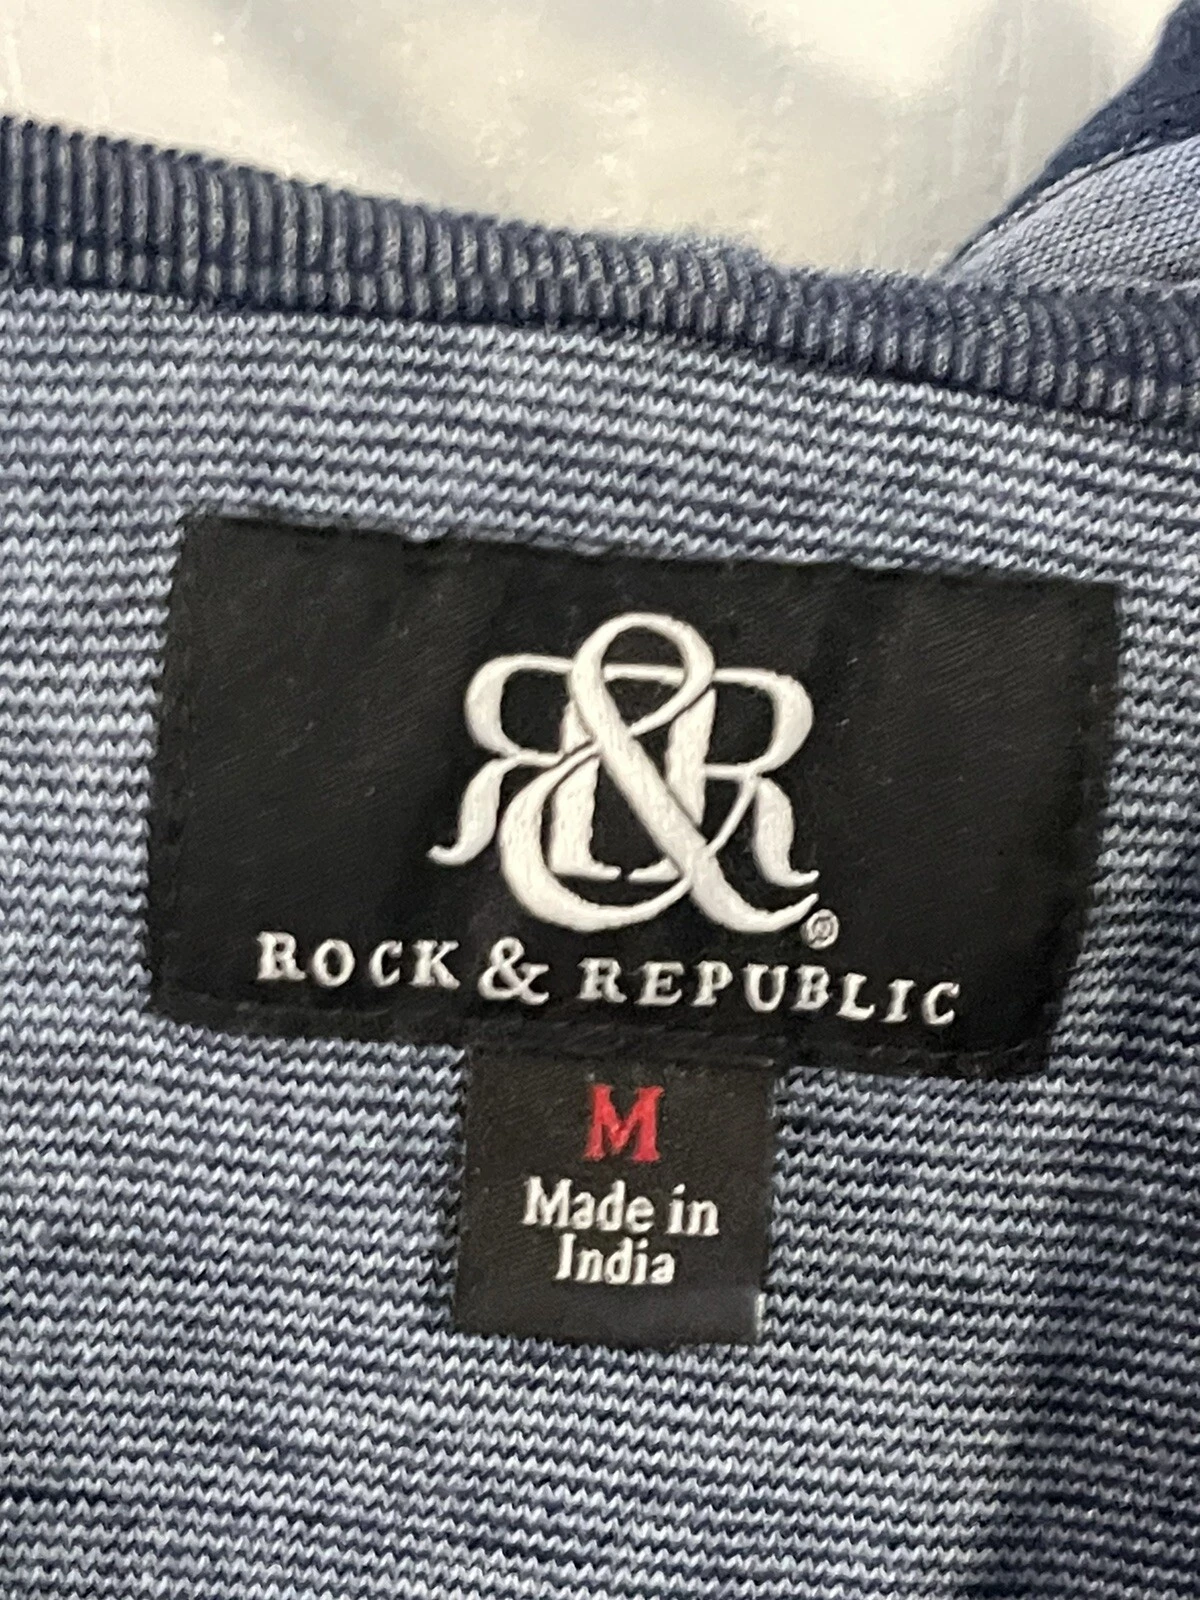 R&R®
ROCK & REPUBLIC
M
Made in
India